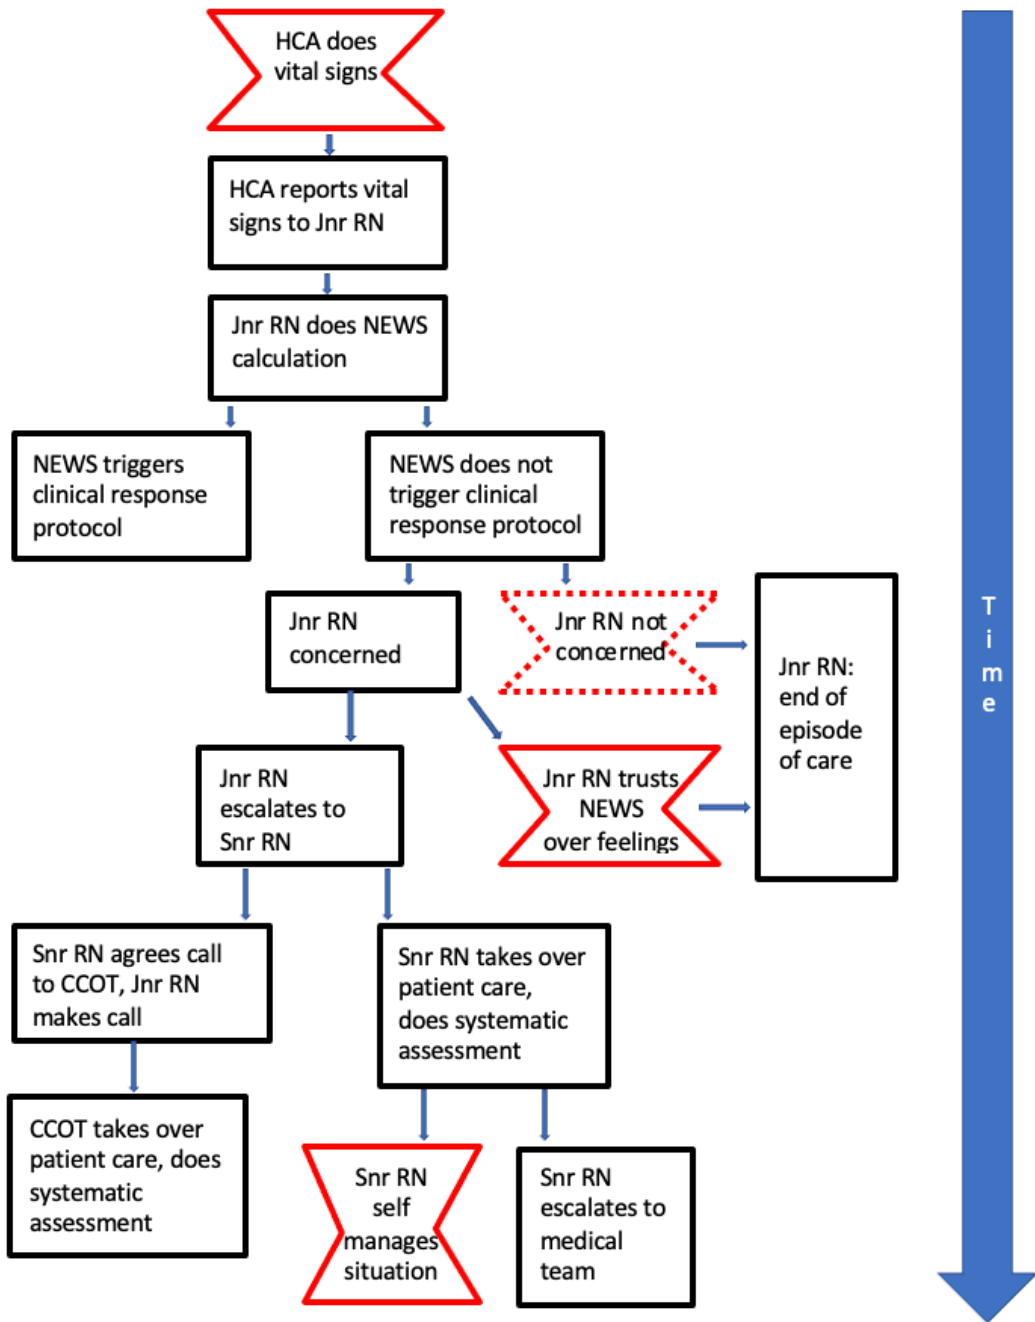 HCA does
vital signs
HCA reports vital
signs to Jnr RN
Jnr RN does NEWS
calculation
NEWS triggers
clinical response
protocol
NEWS does not
trigger clinical
response protocol
Jnr RN
concerned
Jnr RN not
concerned
Jnr RN:
end of
episode
of care
Jnr RN
escalates to
Snr RN
Jnr RN trusts
NEWS
over feelings
Snr RN agrees call
to CCOT, Jnr RN
makes call
Snr RN takes over
patient care,
does systematic
assessment
CCOT takes over
patient care, does
systematic
assessment
Snr RN
self
manages
situation
Snr RN
escalates to
medical
team
T
i
m
e